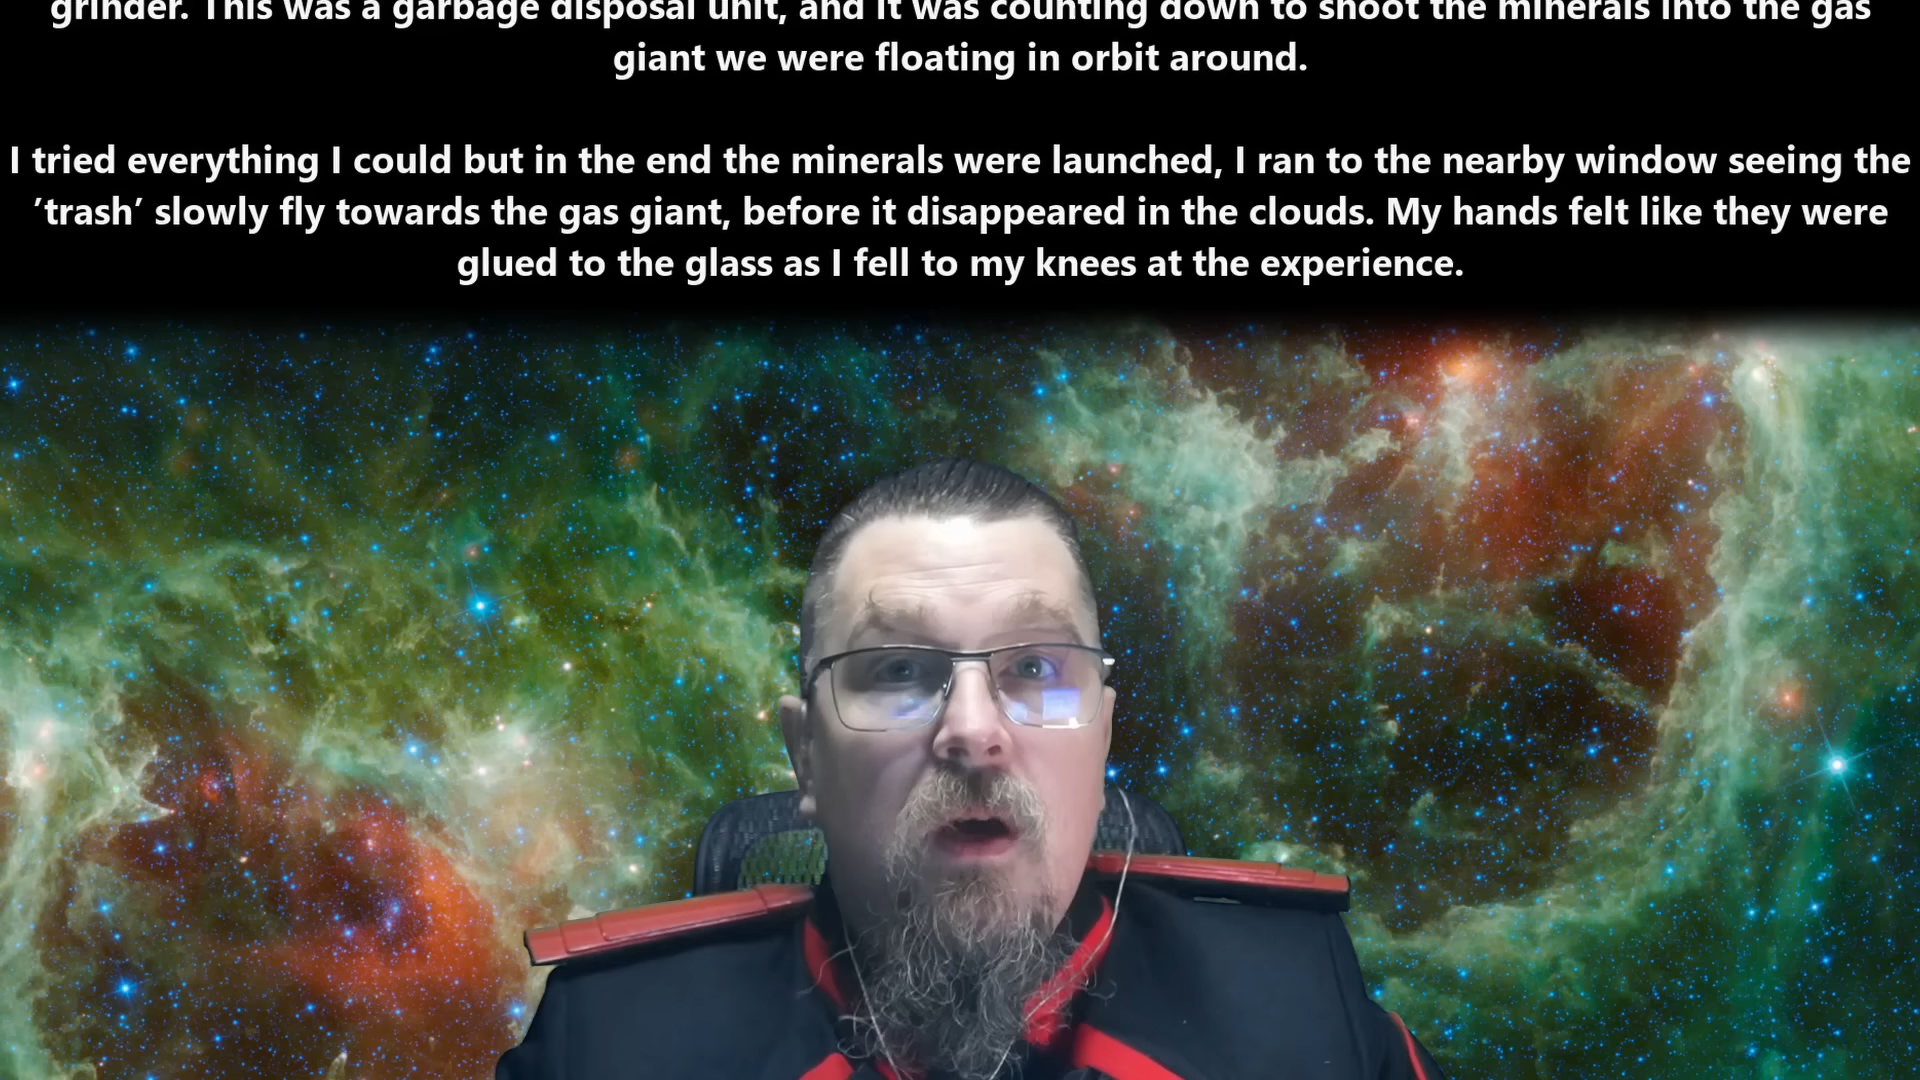 grinder. This was a garbage disposal unit, and it was counting down to shoot the minerals into the gas
giant we were floating in orbit around.
I tried everything I could but in the end the minerals were launched, I ran to the nearby window seeing the
’trash’ slowly fly towards the gas giant, before it disappeared in the clouds. My hands felt like they were
glued to the glass as I fell to my knees at the experience.